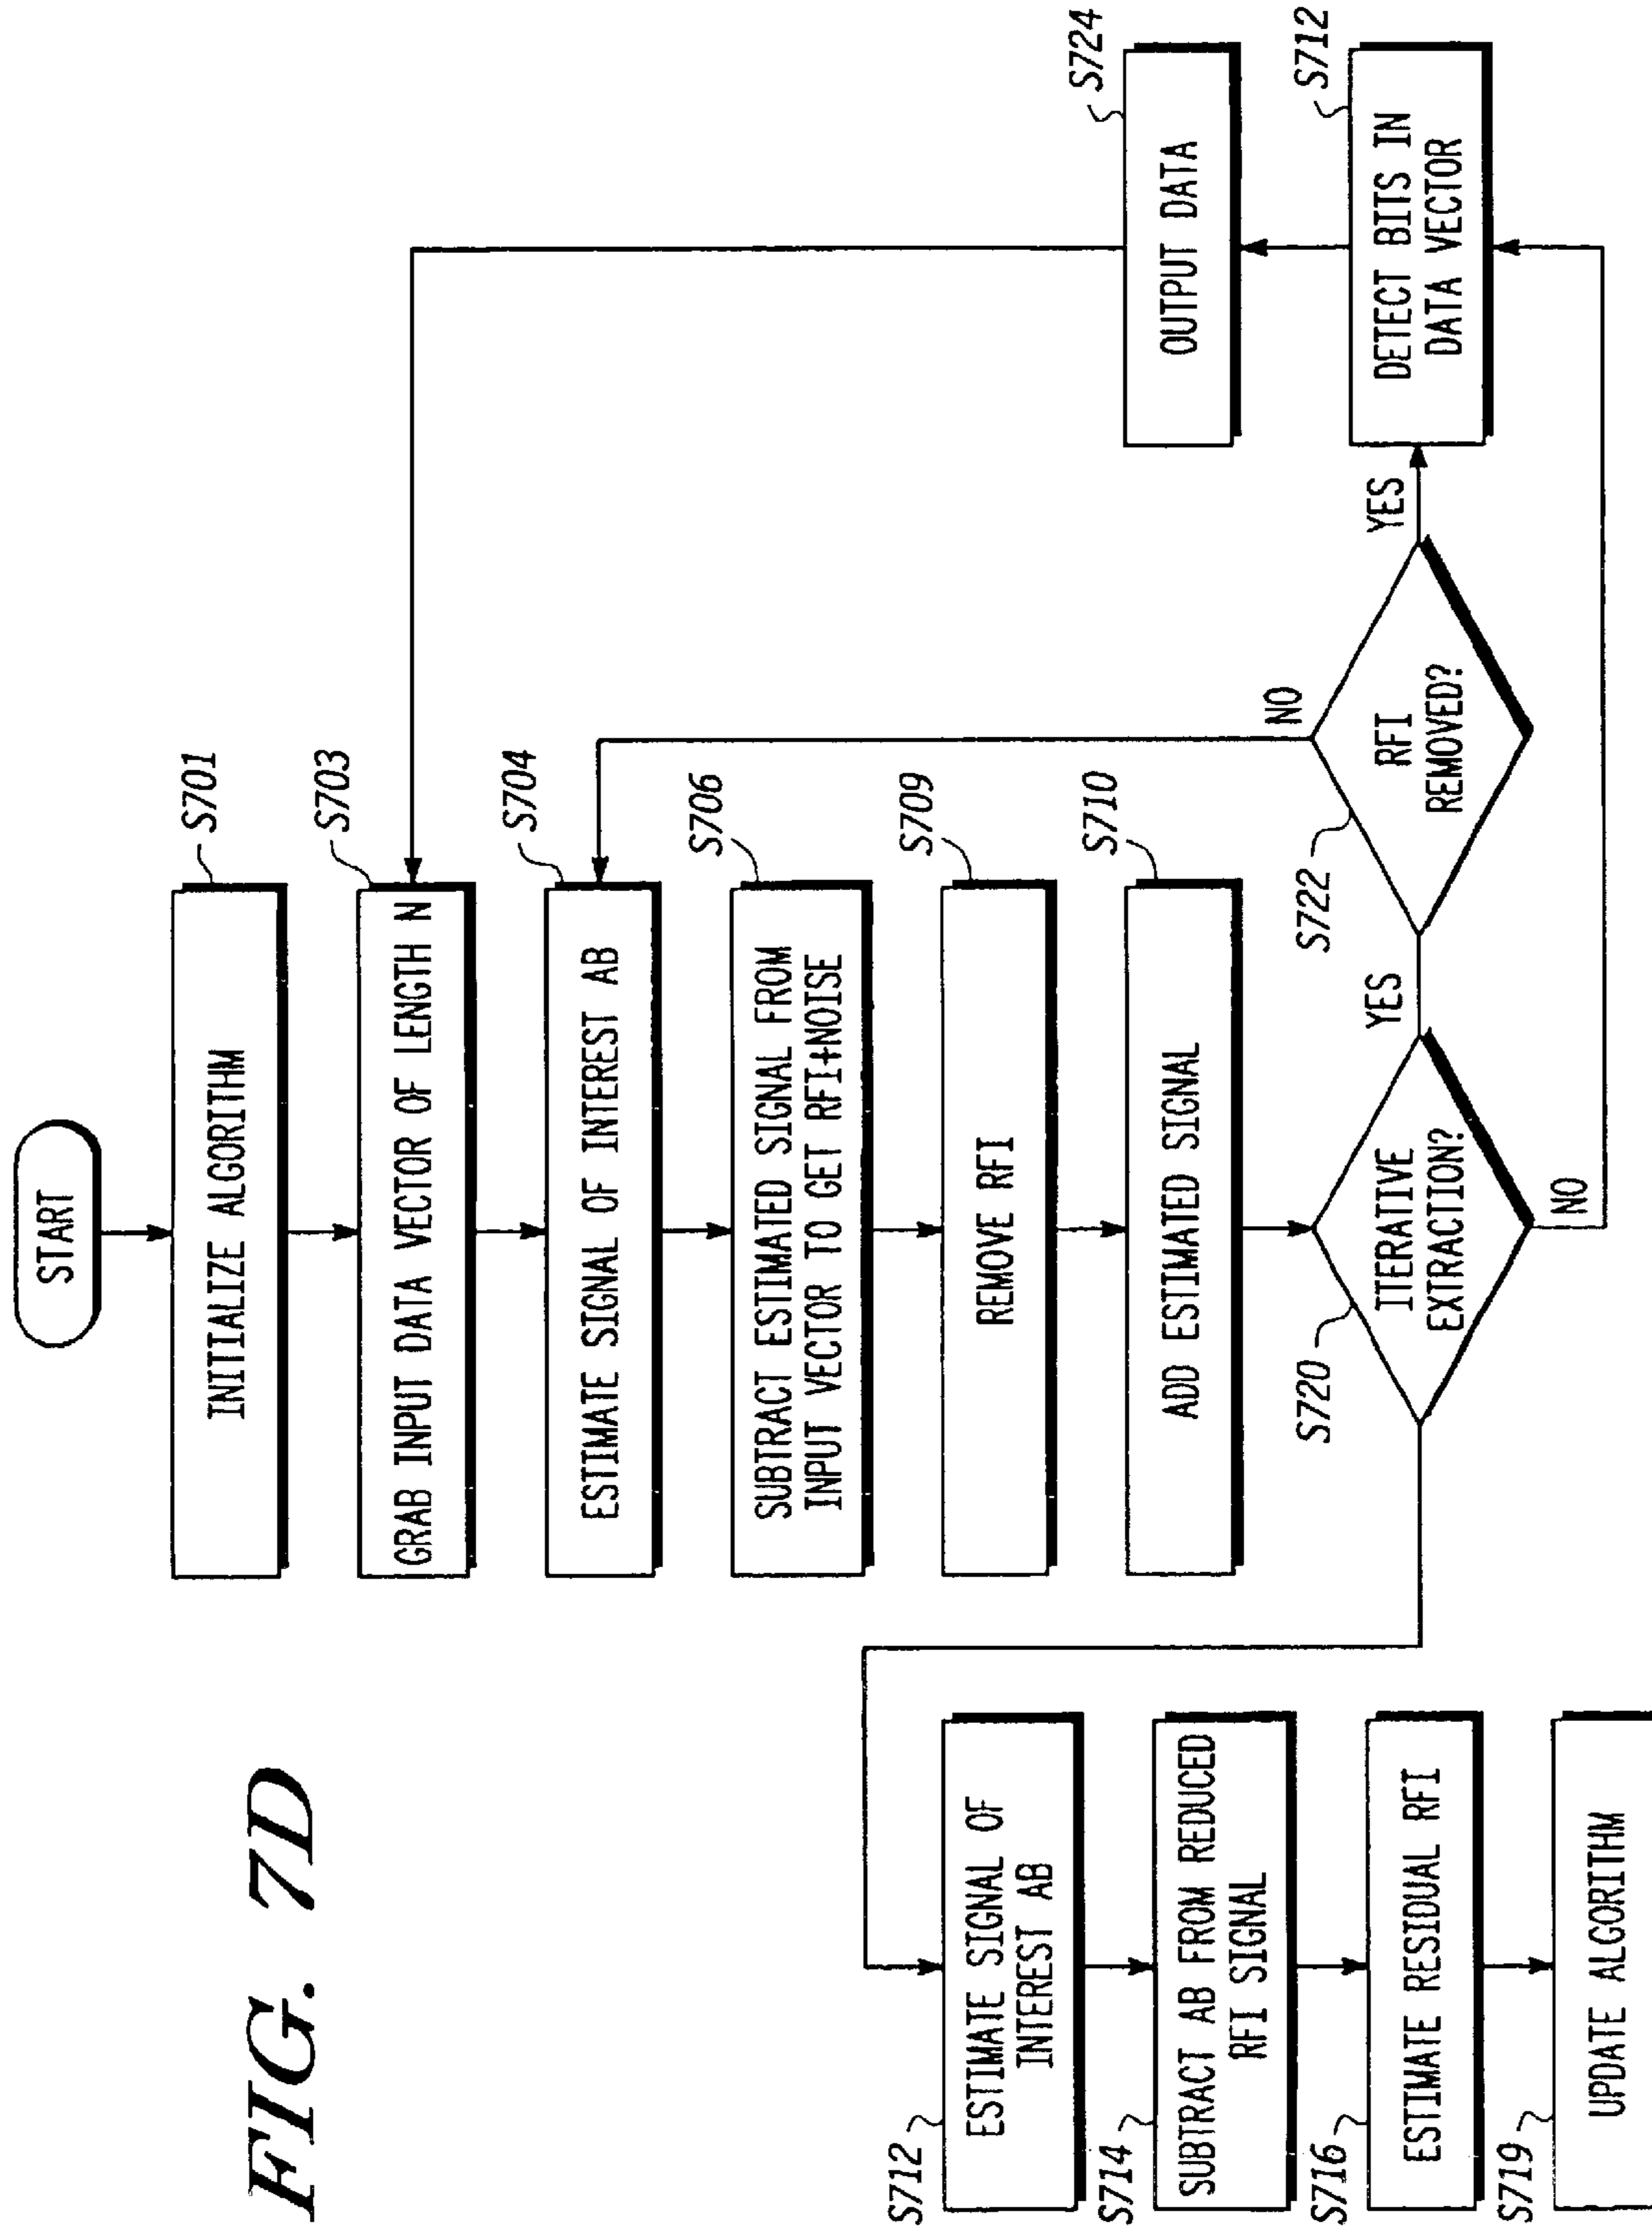 FIG. 7D
START
INITIALIZE ALGORITHM
S701
GRAB INPUT DATA VECTOR OF LENGTH N
S703
ESTIMATE SIGNAL OF INTEREST AB
S704
SUBTRACT ESTIMATED SIGNAL FROM
INPUT VECTOR TO GET RFI+NOISE
S706
REMOVE RFI
S709
ADD ESTIMATED SIGNAL
S710
S720
ITERATIVE
EXTRACTION?
YES
NO
S722
RFI
REMOVED?
NO
YES
S724
OUTPUT DATA
S712
DETECT BITS IN
DATA VECTOR
S712
ESTIMATE SIGNAL OF
INTEREST AB
S714
SUBTRACT AB FROM REDUCED
RFI SIGNAL
S716
ESTIMATE RESIDUAL RFI
S719
UPDATE ALGORITHM